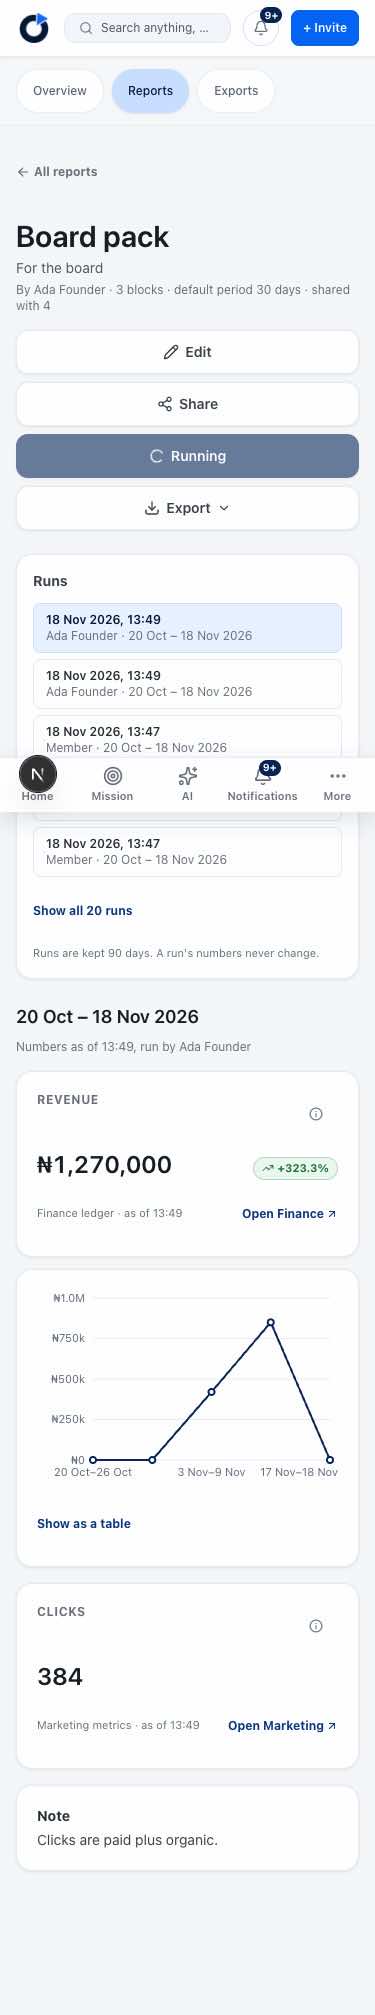 Search anything, ...
9+
+ Invite
Overview
Reports
Exports
← All reports
Board pack
For the board
By Ada Founder · 3 blocks · default period 30 days · shared
with 4
Edit
Share
Running
Export
Runs
18 Nov 2026, 13:49
Ada Founder · 20 Oct – 18 Nov 2026
18 Nov 2026, 13:49
Ada Founder · 20 Oct – 18 Nov 2026
18 Nov 2026, 13:47
Member · 20 Oct – 18 Nov 2026
N
Home
Mission
AI
9+
Notifications
More
18 Nov 2026, 13:47
Member · 20 Oct – 18 Nov 2026
Show all 20 runs
Runs are kept 90 days. A run's numbers never change.
20 Oct – 18 Nov 2026
Numbers as of 13:49, run by Ada Founder
REVENUE
₦1,270,000
+323.3%
Finance ledger · as of 13:49
Open Finance ↗
₦1.0M
₦750k
₦500k
₦250k
₦0
20 Oct–26 Oct
3 Nov–9 Nov
17 Nov–18 Nov
Show as a table
CLICKS
384
Marketing metrics · as of 13:49
Open Marketing ↗
Note
Clicks are paid plus organic.